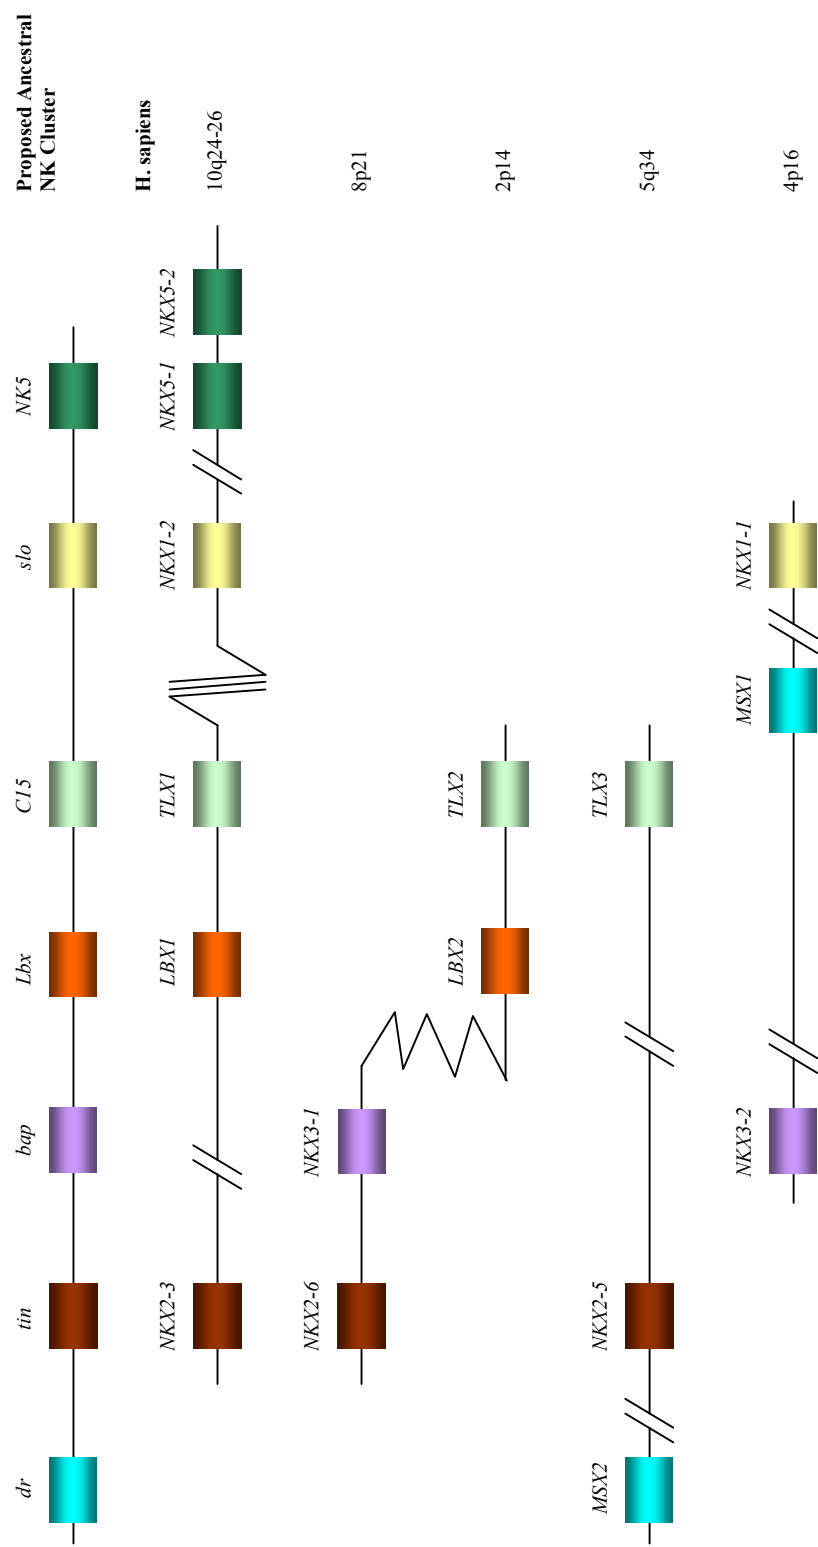 Proposed Ancestral
NK Cluster
dr tin bap Lbx C15 slo NK5
H. sapiens
10q24-26
NKX2-3 LBX1 TLX1 NKX1-2 NKX5-1 NKX5-2
8p21
NKX2-6 NKX3-1
2p14
LBX2 TLX2
5q34
MSX2 NKX2-5 TLX3
4p16
NKX3-2 MSX1 NKX1-1